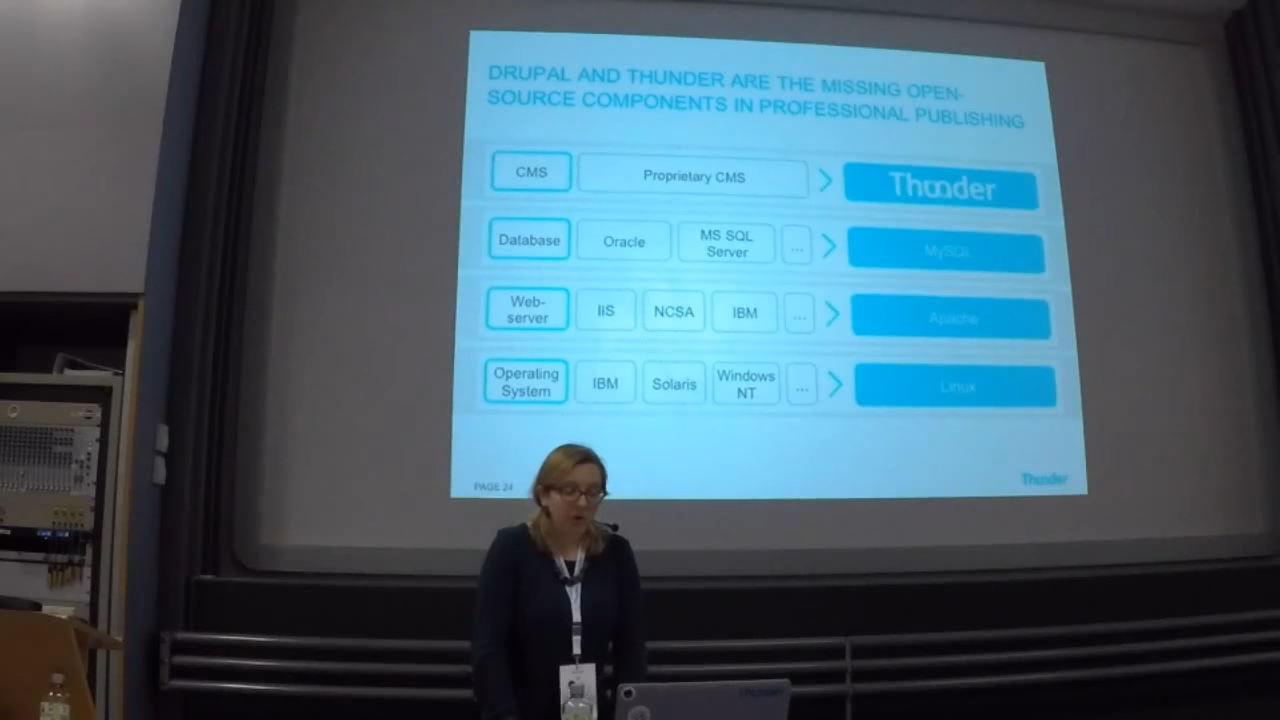 DRUPAL AND THUNDER ARE THE MISSING OPEN-
SOURCE COMPONENTS IN PROFESSIONAL PUBLISHING
CMS
Proprietary CMS
Thunder
Database
Oracle
MS SQL
Server
...
MySQL
Web-
server
IIS
NCSA
IBM
...
Apache
Operating
System
IBM
Solaris
Windows
NT
...
Linux
PAGE 24
Thunder
Thunder